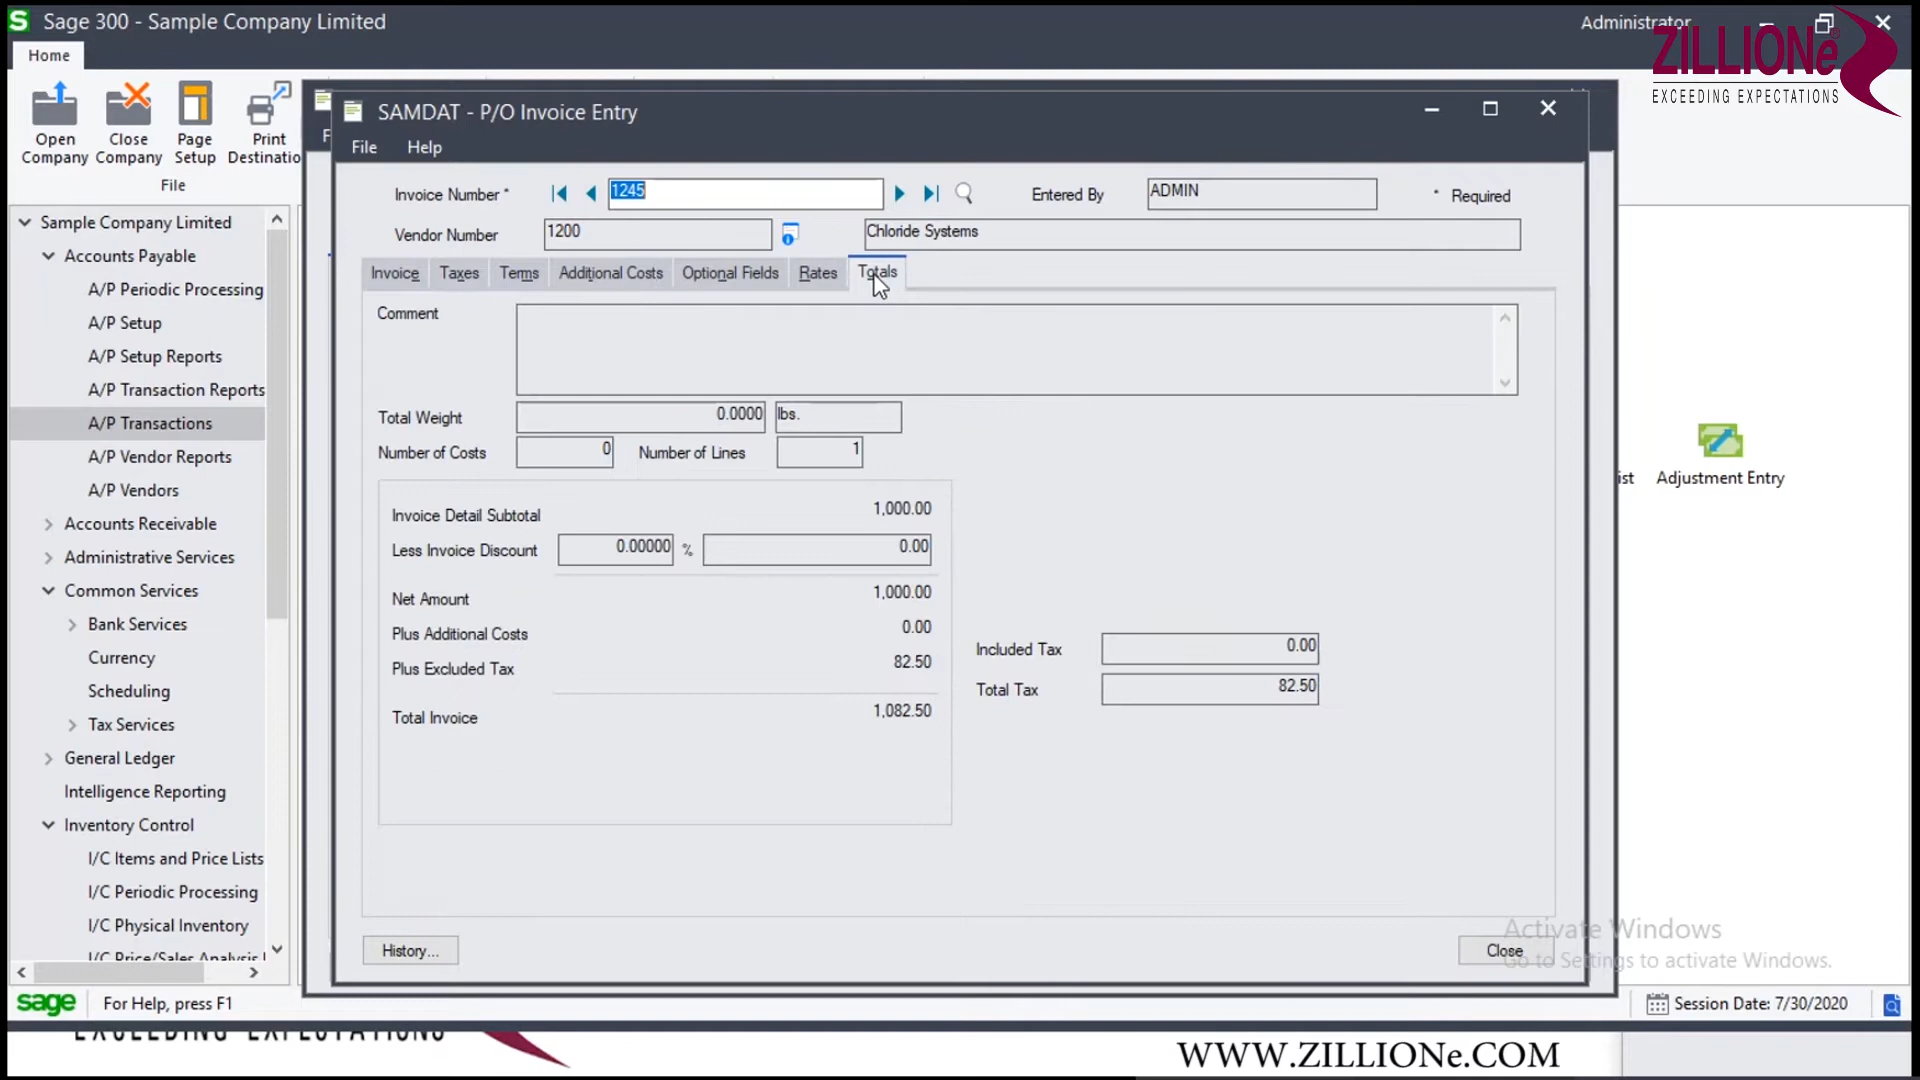 Sage 300 - Sample Company Limited
Administrator
ZILLIONe
EXCEEDING EXPECTATIONS
Home
Open Company
Close Company
Page Setup
Print Destinatio
File
SAMDAT - P/O Invoice Entry
File Help
Invoice Number * 1245 Entered By ADMIN * Required
Vendor Number 1200 Chloride Systems
Invoice Taxes Terms Additional Costs Optional Fields Rates Totals
Comment
Total Weight 0.0000 lbs.
Number of Costs 0 Number of Lines 1
Invoice Detail Subtotal 1,000.00
Less Invoice Discount 0.00000 % 0.00
Net Amount 1,000.00
Plus Additional Costs 0.00
Plus Excluded Tax 82.50
Total Invoice 1,082.50
Included Tax 0.00
Total Tax 82.50
History...
Close
Sample Company Limited
Accounts Payable
A/P Periodic Processing
A/P Setup
A/P Setup Reports
A/P Transaction Reports
A/P Transactions
A/P Vendor Reports
A/P Vendors
Accounts Receivable
Administrative Services
Common Services
Bank Services
Currency
Scheduling
Tax Services
General Ledger
Intelligence Reporting
Inventory Control
I/C Items and Price Lists
I/C Periodic Processing
I/C Physical Inventory
I/C Price/Sales Analysis
ist
Adjustment Entry
Activate Windows
Go to Settings to activate Windows.
sage For Help, press F1
Session Date: 7/30/2020
EXCEEDING EXPECTATIONS
WWW.ZILLIONe.COM